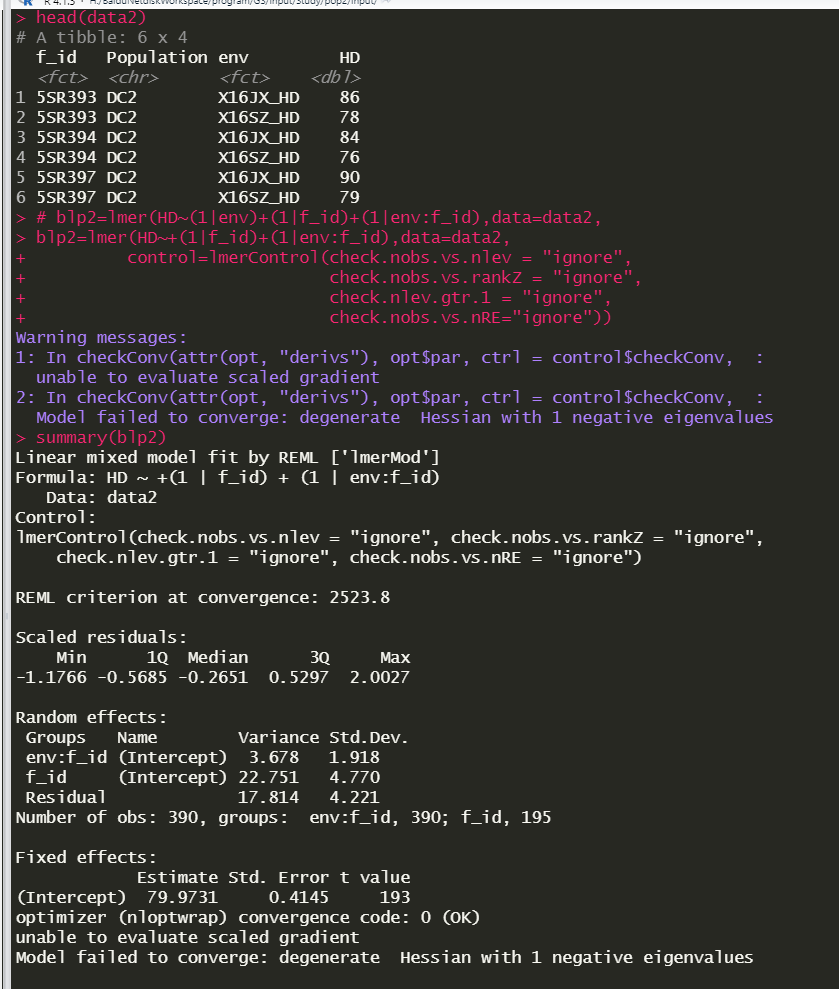 R 4.1.3 · H:/BaiduNetdiskWorkspace/program/GS/input/Study/pop2/input/
> head(data2)
# A tibble: 6 x 4
  f_id   Population env         HD
  <fct>  <chr>      <fct>    <dbl>
1 5SR393 DC2        X16JX_HD    86
2 5SR393 DC2        X16SZ_HD    78
3 5SR394 DC2        X16JX_HD    84
4 5SR394 DC2        X16SZ_HD    76
5 5SR397 DC2        X16JX_HD    90
6 5SR397 DC2        X16SZ_HD    79
> # blp2=lmer(HD~(1|env)+(1|f_id)+(1|env:f_id),data=data2,
> blp2=lmer(HD~+(1|f_id)+(1|env:f_id),data=data2,
+          control=lmerControl(check.nobs.vs.nlev = "ignore",
+                              check.nobs.vs.rankZ = "ignore",
+                              check.nlev.gtr.1 = "ignore",
+                              check.nobs.vs.nRE="ignore"))
Warning messages:
1: In checkConv(attr(opt, "derivs"), opt$par, ctrl = control$checkConv,  :
  unable to evaluate scaled gradient
2: In checkConv(attr(opt, "derivs"), opt$par, ctrl = control$checkConv,  :
  Model failed to converge: degenerate  Hessian with 1 negative eigenvalues
> summary(blp2)
Linear mixed model fit by REML ['lmerMod']
Formula: HD ~ +(1 | f_id) + (1 | env:f_id)
   Data: data2
Control:
lmerControl(check.nobs.vs.nlev = "ignore", check.nobs.vs.rankZ = "ignore",
    check.nlev.gtr.1 = "ignore", check.nobs.vs.nRE = "ignore")
REML criterion at convergence: 2523.8
Scaled residuals:
    Min      1Q  Median      3Q     Max
-1.1766 -0.5685 -0.2651  0.5297  2.0027
Random effects:
 Groups   Name        Variance Std.Dev.
 env:f_id (Intercept)  3.678   1.918
 f_id     (Intercept) 22.751   4.770
 Residual             17.814   4.221
Number of obs: 390, groups:  env:f_id, 390; f_id, 195
Fixed effects:
            Estimate Std. Error t value
(Intercept)  79.9731     0.4145     193
optimizer (nloptwrap) convergence code: 0 (OK)
unable to evaluate scaled gradient
Model failed to converge: degenerate  Hessian with 1 negative eigenvalues